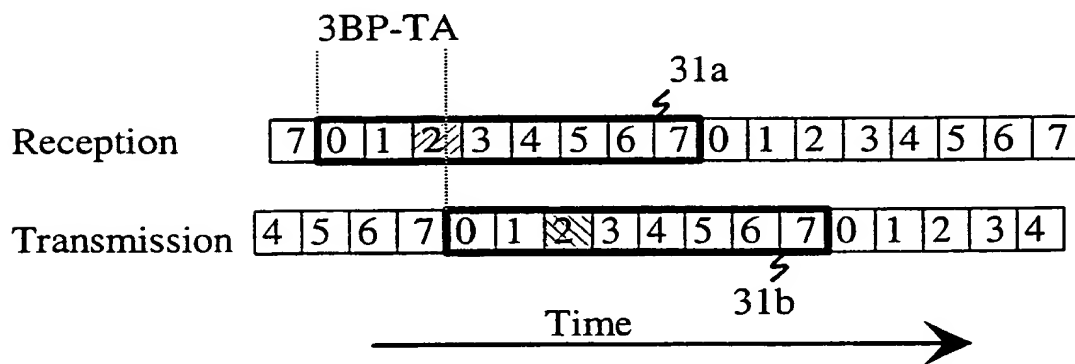 3BP-TA
31a
Reception 7 0 1 2 3 4 5 6 7 0 1 2 3 4 5 6 7
Transmission 4 5 6 7 0 1 2 3 4 5 6 7 0 1 2 3 4
31b
Time